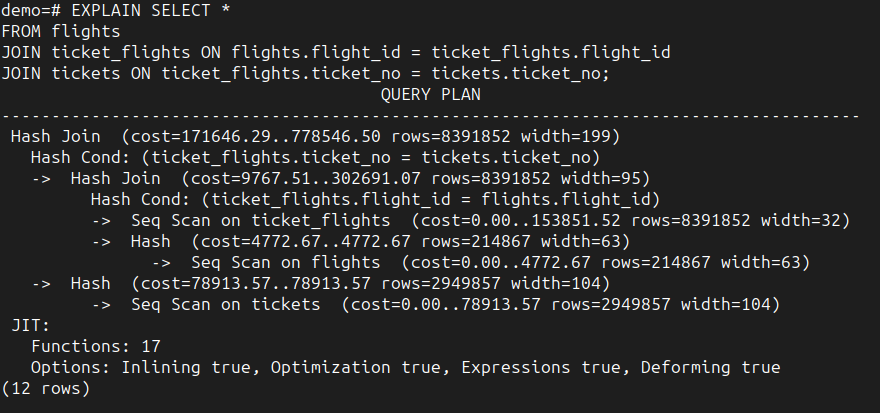 demo=# EXPLAIN SELECT *
FROM flights
JOIN ticket_flights ON flights.flight_id = ticket_flights.flight_id
JOIN tickets ON ticket_flights.ticket_no = tickets.ticket_no;
QUERY PLAN
--------------------------------------------------------------------------------------
Hash Join  (cost=171646.29..778546.50 rows=8391852 width=199)
Hash Cond: (ticket_flights.ticket_no = tickets.ticket_no)
->  Hash Join  (cost=9767.51..302691.07 rows=8391852 width=95)
Hash Cond: (ticket_flights.flight_id = flights.flight_id)
->  Seq Scan on ticket_flights  (cost=0.00..153851.52 rows=8391852 width=32)
->  Hash  (cost=4772.67..4772.67 rows=214867 width=63)
->  Seq Scan on flights  (cost=0.00..4772.67 rows=214867 width=63)
->  Hash  (cost=78913.57..78913.57 rows=2949857 width=104)
->  Seq Scan on tickets  (cost=0.00..78913.57 rows=2949857 width=104)
JIT:
Functions: 17
Options: Inlining true, Optimization true, Expressions true, Deforming true
(12 rows)